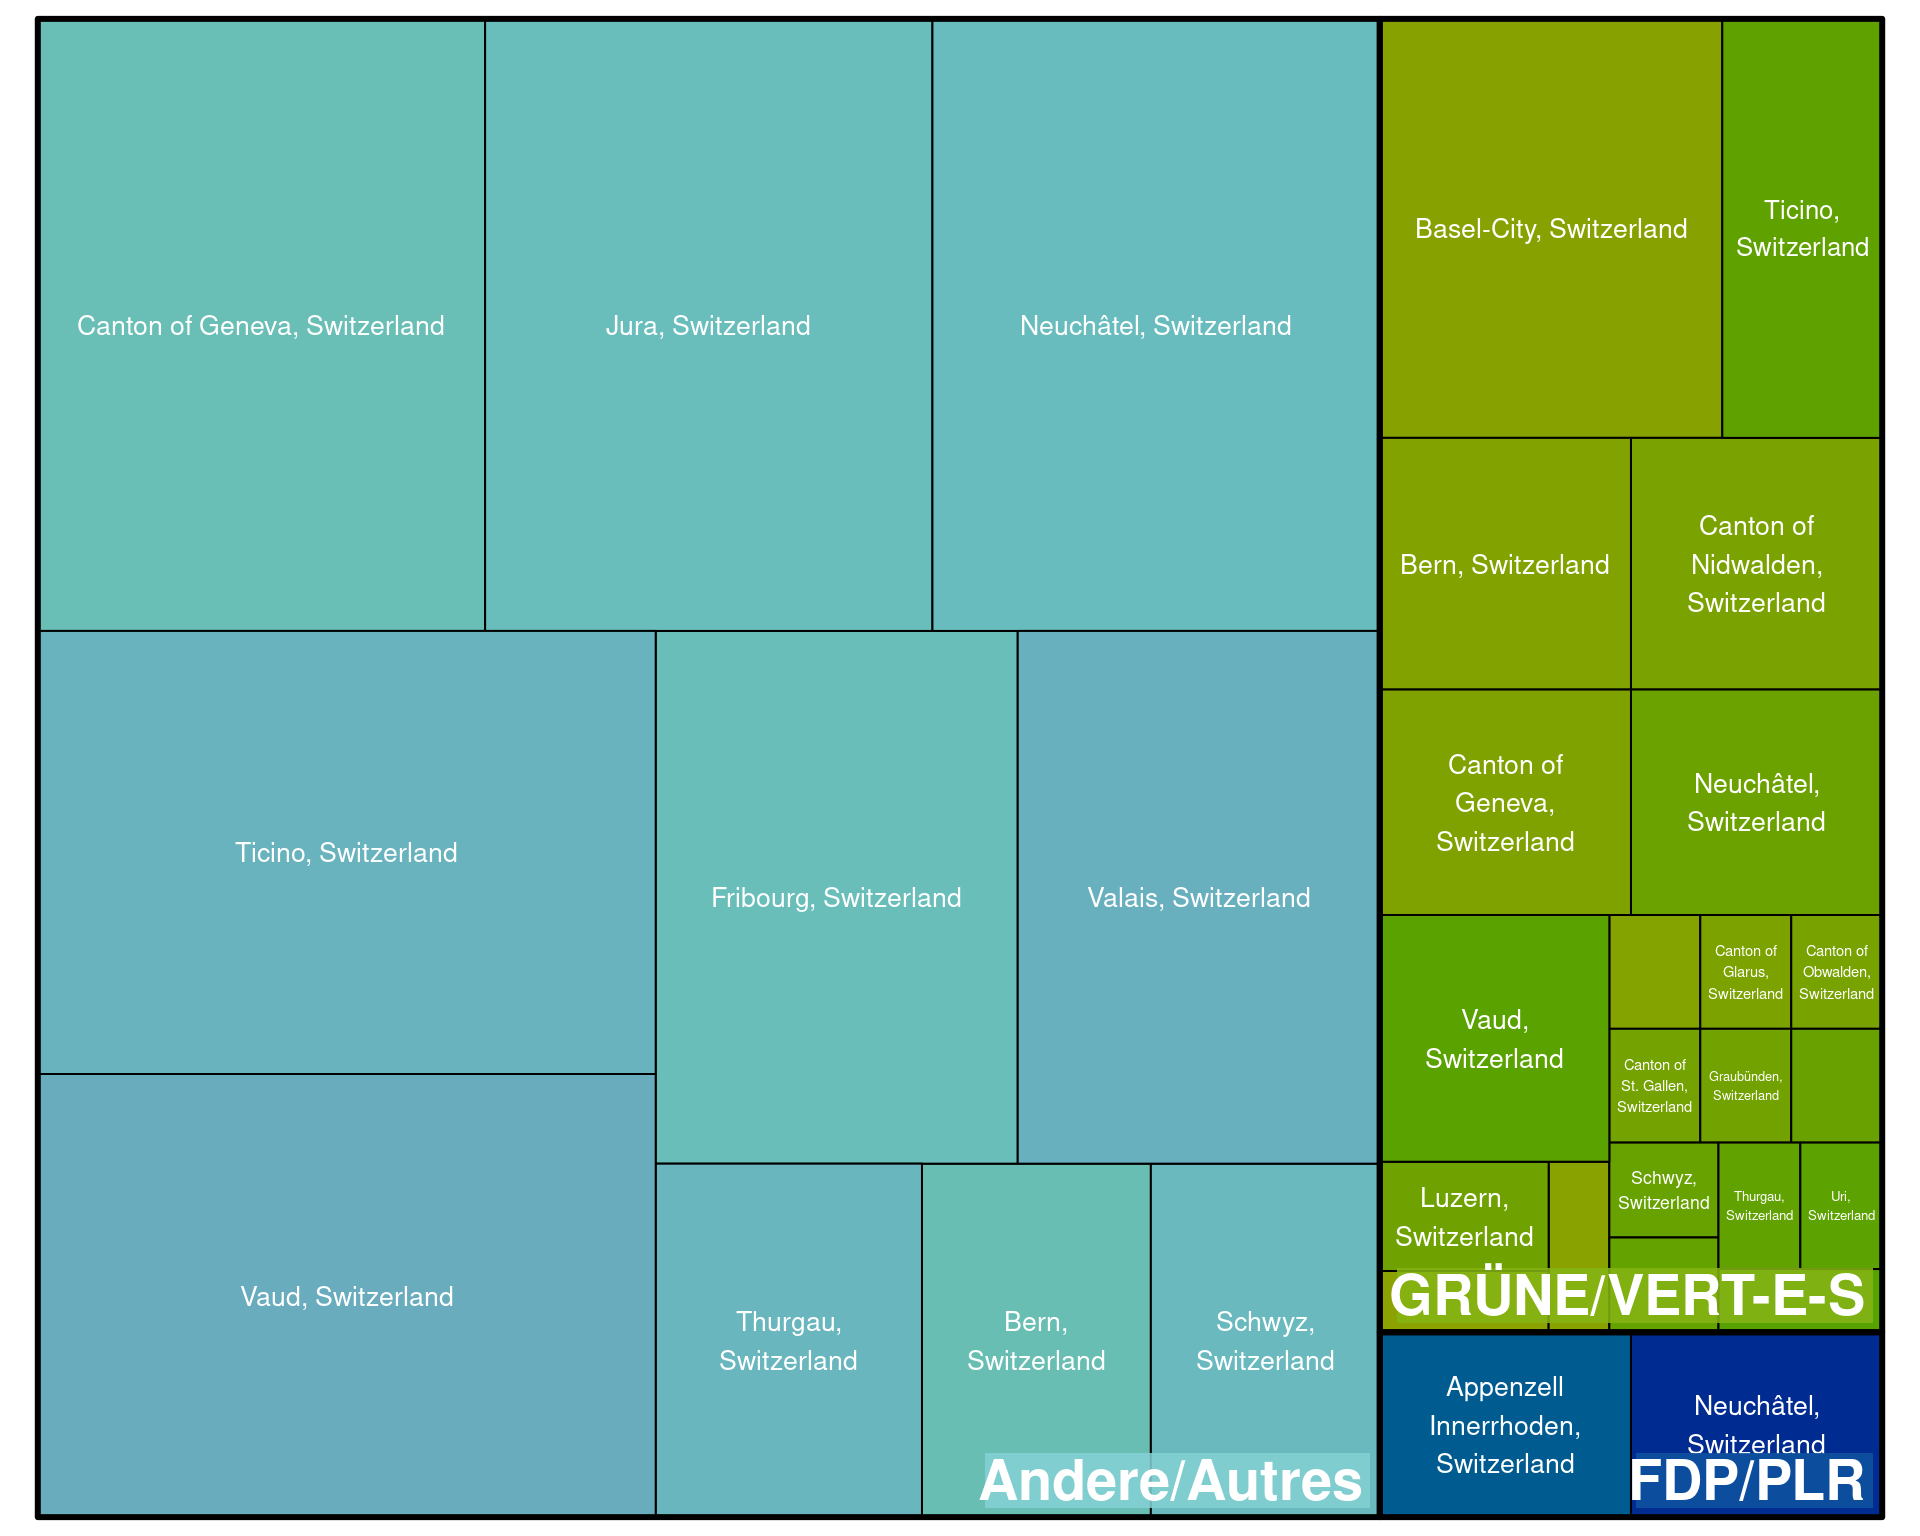 Canton of Geneva, Switzerland
Jura, Switzerland
Neuchâtel, Switzerland
Ticino, Switzerland
Vaud, Switzerland
Fribourg, Switzerland
Valais, Switzerland
Thurgau,
Switzerland
Bern,
Switzerland
Schwyz,
Switzerland
Andere/Autres
Basel-City, Switzerland
Ticino,
Switzerland
Bern, Switzerland
Canton of
Nidwalden,
Switzerland
Canton of
Geneva,
Switzerland
Neuchâtel,
Switzerland
Vaud,
Switzerland
Canton of
Glarus,
Switzerland
Canton of
Obwalden,
Switzerland
Canton of
St. Gallen,
Switzerland
Graubünden,
Switzerland
Luzern,
Switzerland
Schwyz,
Switzerland
Thurgau,
Switzerland
Uri,
Switzerland
GRÜNE/VERT-E-S
Appenzell
Innerrhoden,
Switzerland
Neuchâtel,
Switzerland
FDP/PLR